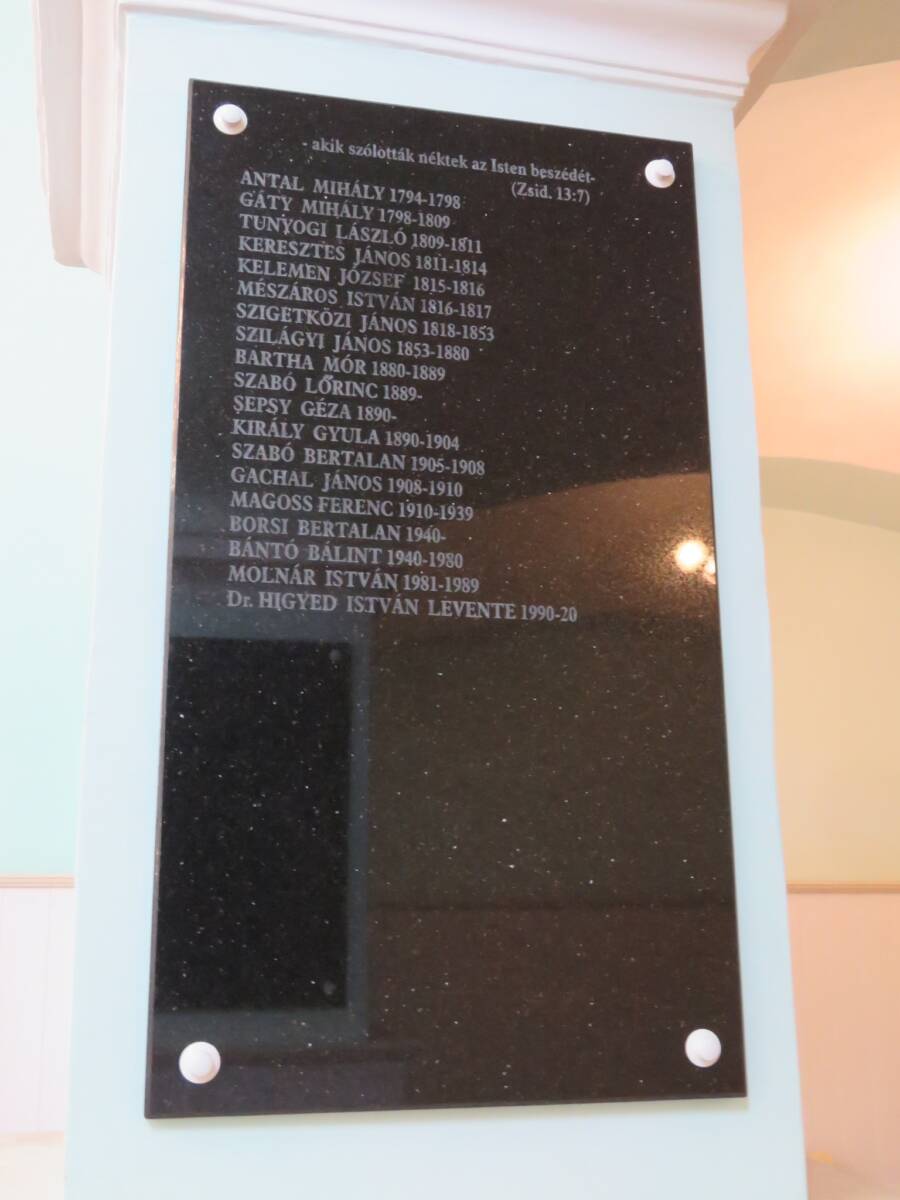 - akik szólották néktek az Isten beszédét-
(Zsid. 13:7)
ANTAL MIHÁLY 1794-1798
GÁTY MIHÁLY 1798-1809
TUNYOGI LÁSZLÓ 1809-1811
KERESZTES JÁNOS 1811-1814
KELEMEN JÓZSEF 1815-1816
MÉSZÁROS ISTVÁN 1816-1817
SZIGETKÖZI JÁNOS 1818-1853
SZILÁGYI JÁNOS 1853-1880
BARTHA MÓR 1880-1889
SZABÓ LŐRINC 1889-
SEPSY GÉZA 1890-
KIRÁLY GYULA 1890-1904
SZABÓ BERTALAN 1905-1908
GACHAL JÁNOS 1908-1910
MAGOSS FERENC 1910-1939
BORSI BERTALAN 1940-
BÁNTÓ BÁLINT 1940-1980
MOLNÁR ISTVÁN 1981-1989
Dr. HIGYED ISTVÁN LEVENTE 1990-20